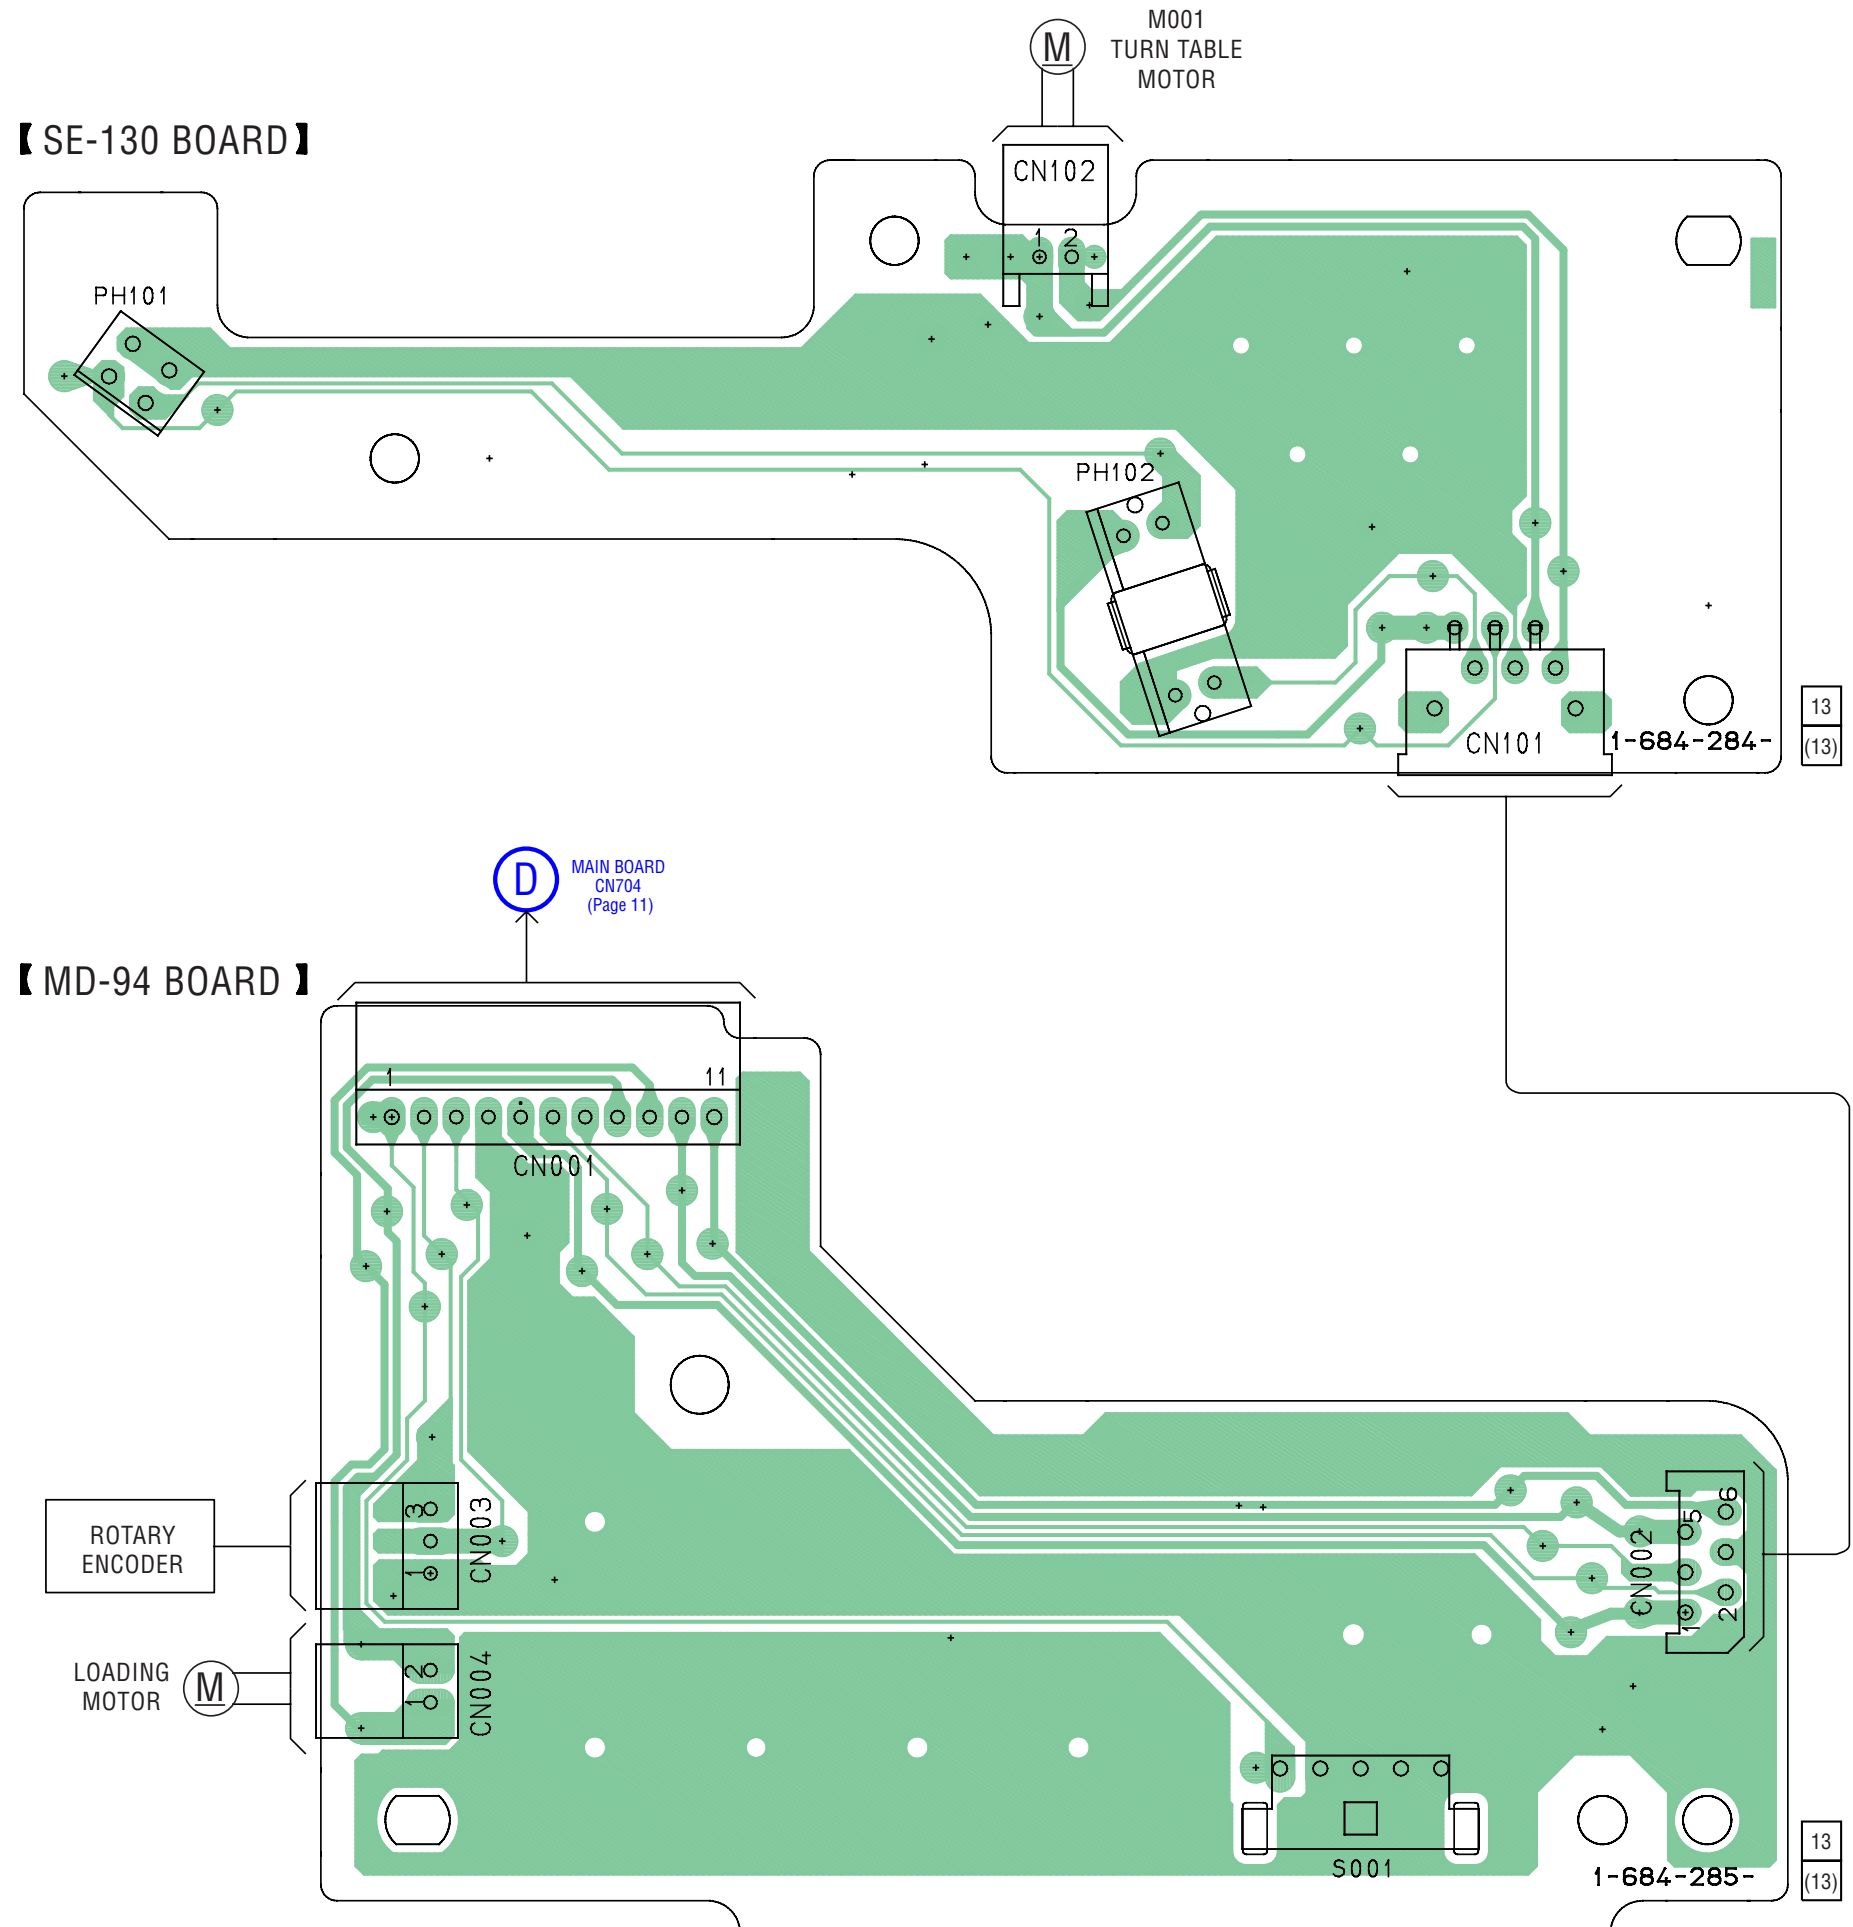 M001
TURN TABLE
MOTOR
M
【 SE-130 BOARD】
CN102
1 2
PH101
PH102
CN101
1-684-284-
13
(13)
D
MAIN BOARD
CN704
(Page 11)
【 MD-94 BOARD 】
1 11
CN001
ROTARY
ENCODER
3
1
CN003
LOADING
MOTOR
M
2
1
CN004
CN002
5 6
1 2
S001
1-684-285-
13
(13)